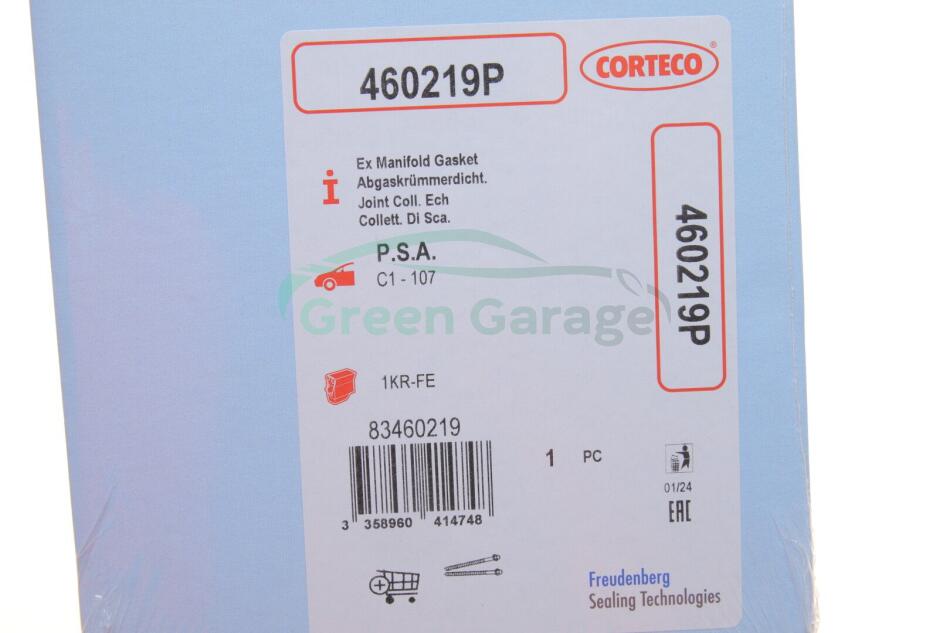 460219P
CORTECO®
Ex Manifold Gasket
Abgaskrümmerdicht.
Joint Coll. Ech
Collett. Di Sca.
460219P
P.S.A.
C1 - 107
Green Garage
1KR-FE
83460219
1 PC
3 358960 414748
01/24
EAC
Freudenberg
Sealing Technologies